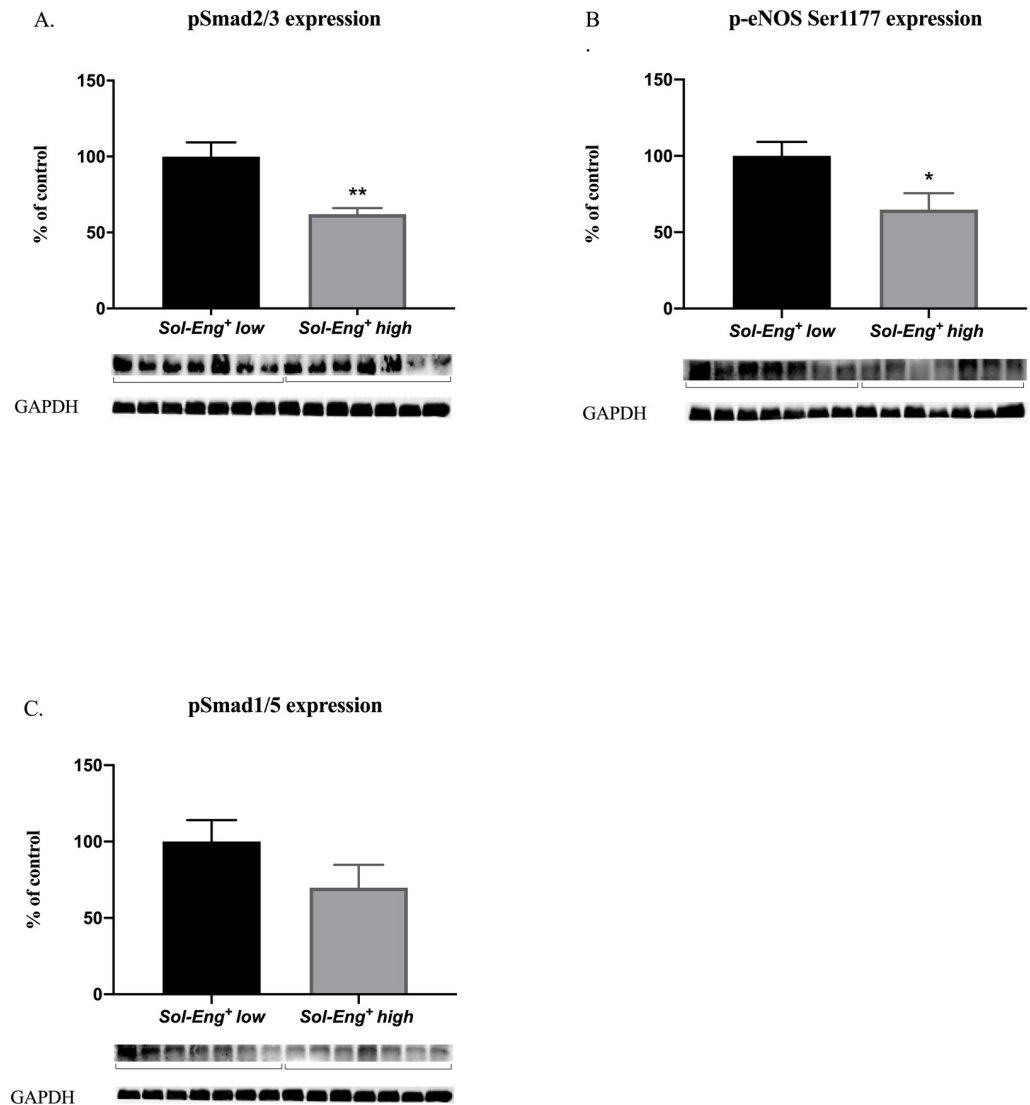 A.
pSmad2/3 expression
% of control
150
100
50
0
**
Sol-Eng⁺ low
Sol-Eng⁺ high
GAPDH
B
.
p-eNOS Ser1177 expression
% of control
150
100
50
0
*
Sol-Eng⁺ low
Sol-Eng⁺ high
GAPDH
C.
pSmad1/5 expression
% of control
150
100
50
0
Sol-Eng⁺ low
Sol-Eng⁺ high
GAPDH